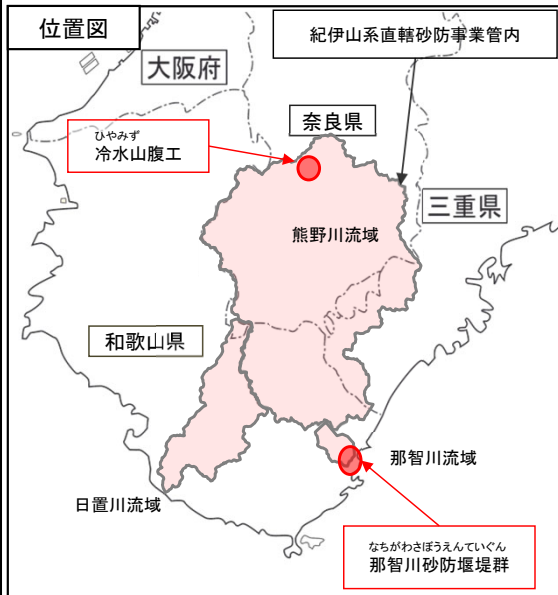 位置図
紀伊山系直轄砂防事業管内
大阪府
奈良県
ひやみず
冷水山腹工
三重県
熊野川流域
和歌山県
那智川流域
日置川流域
なちがわさぼうえんていぐん
那智川砂防堰堤群